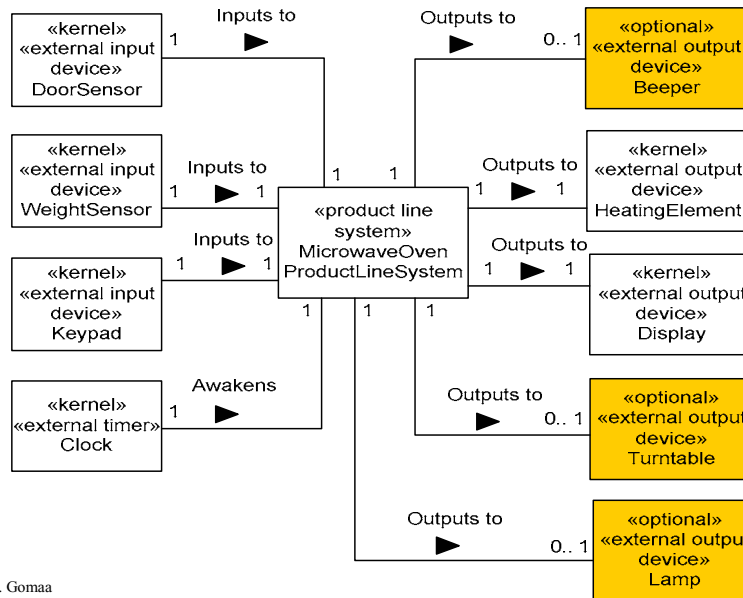 «kernel»
«external input
device»
DoorSensor
1
Inputs to
1
«kernel»
«external input
device»
WeightSensor
1
Inputs to
1
«kernel»
«external input
device»
Keypad
1
Inputs to
1
«kernel»
«external timer»
Clock
1
Awakens
1
«product line
system»
MicrowaveOven
ProductLineSystem
1
Outputs to
0.. 1
«optional»
«external output
device»
Beeper
1
Outputs to
1
«kernel»
«external output
device»
HeatingElement
1
Outputs to
1
«kernel»
«external output
device»
Display
1
Outputs to
0..1
«optional»
«external output
device»
Turntable
1
Outputs to
0.. 1
«optional»
«external output
device»
Lamp
. Gomaa